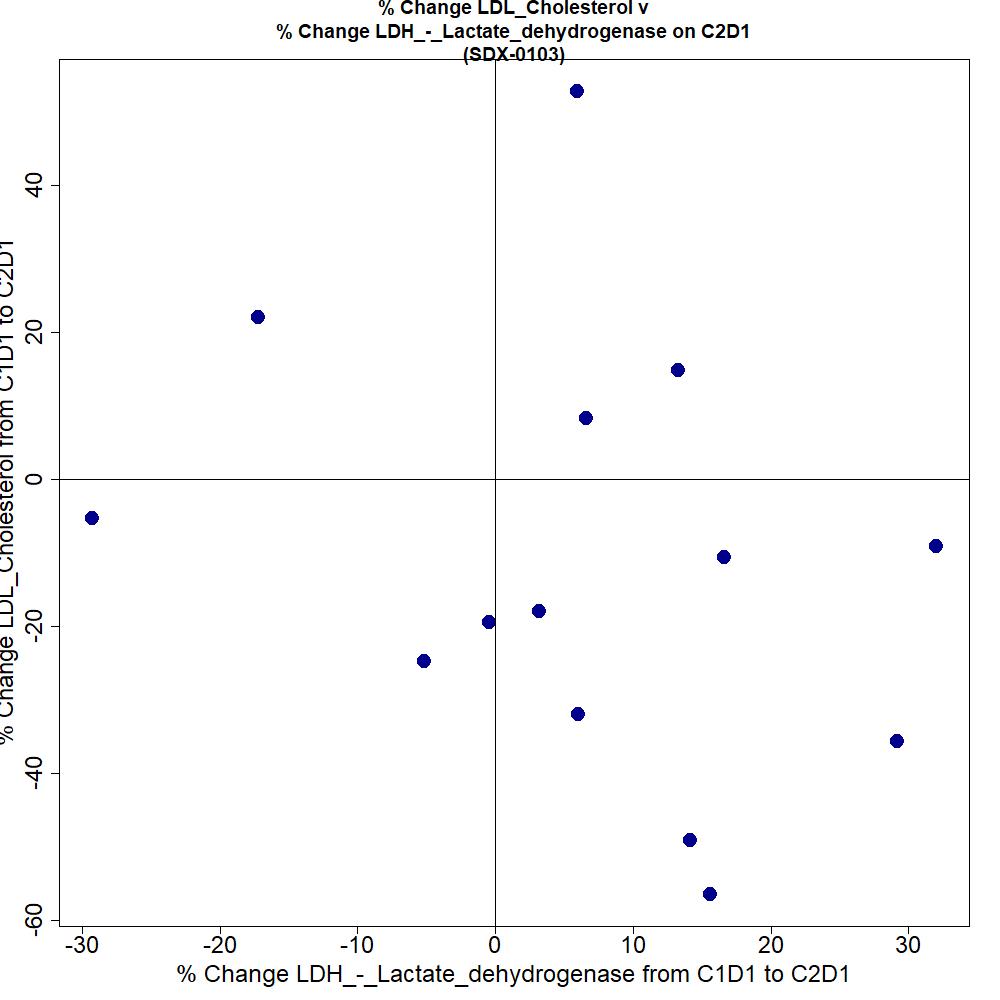 % Change LDL_Cholesterol v
% Change LDH_-_Lactate_dehydrogenase on C2D1
(SDX-0103)
% Change LDL_Cholesterol from C1D1 to C2D1
40
20
0
-20
-40
-60
-30
-20
-10
0
10
20
30
% Change LDH_-_Lactate_dehydrogenase from C1D1 to C2D1